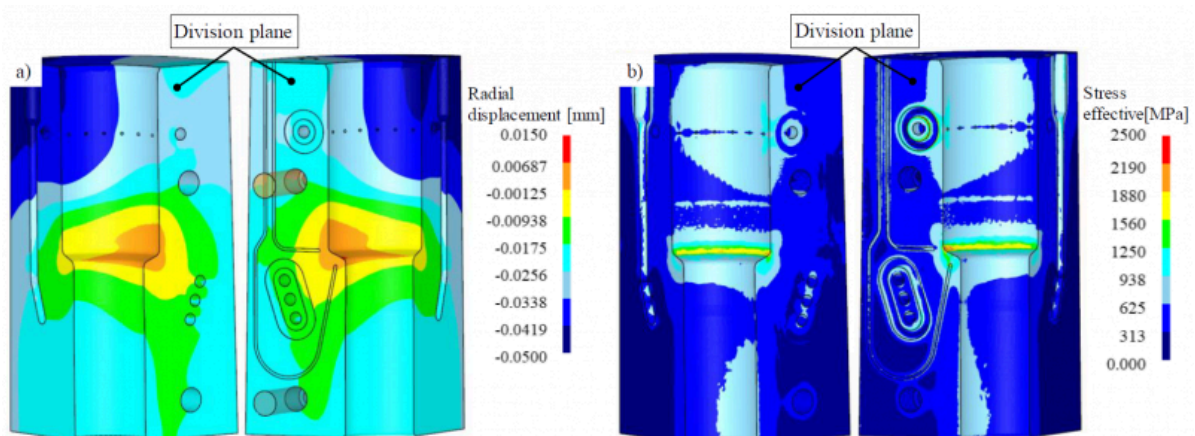 Division plane
a)
Radial
displacement [mm]
0.0150
0.00687
-0.00125
-0.00938
-0.0175
-0.0256
-0.0338
-0.0419
-0.0500
Division plane
b)
Stress
effective[MPa]
2500
2190
1880
1560
1250
938
625
313
0.000